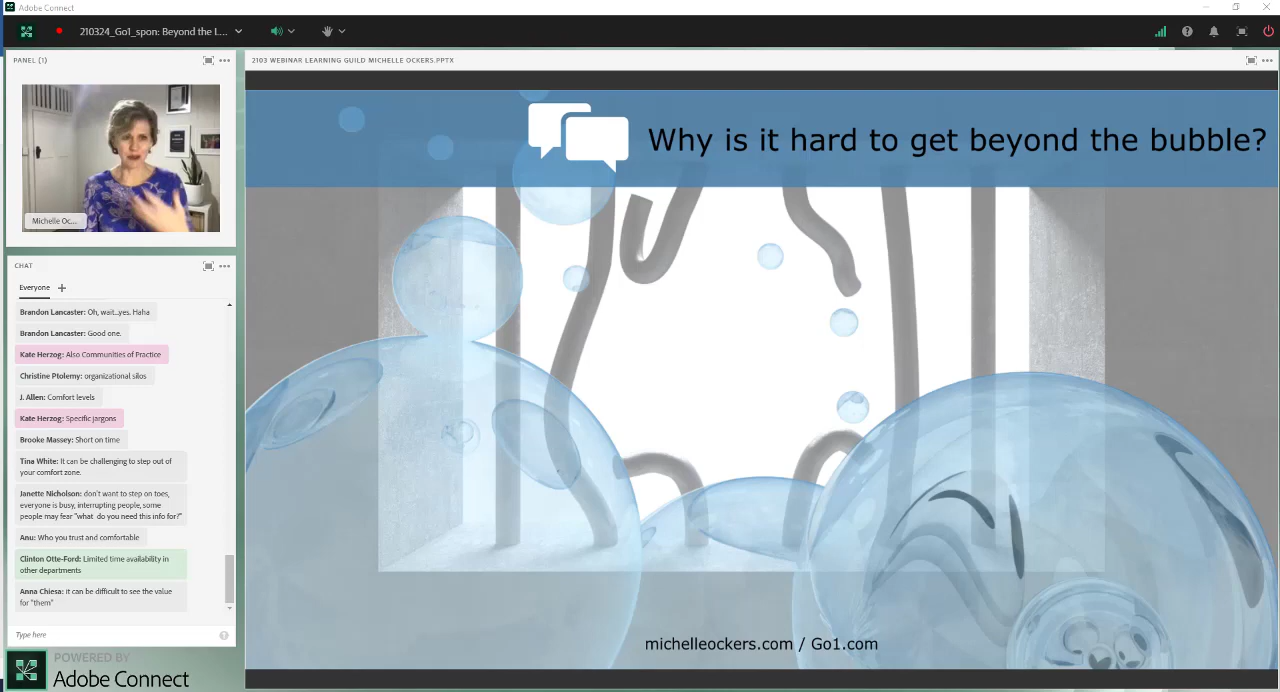 Adobe Connect
210324_Go1_spon: Beyond the L...
PANEL (1)
Michelle Oc...
CHAT
Everyone
Brandon Lancaster: Oh, wait...yes. Haha
Brandon Lancaster: Good one.
Kate Herzog: Also Communities of Practice
Christine Ptolemy: organizational silos
J. Allen: Comfort levels
Kate Herzog: Specific jargons
Brooke Massey: Short on time
Tina White: It can be challenging to step out of
your comfort zone.
Janette Nicholson: don't want to step on toes,
everyone is busy, interrupting people, some
people may fear "what do you need this info for?"
Anu: Who you trust and comfortable
Clinton Otte-Ford: Limited time availability in
other departments
Anna Chiesa: it can be difficult to see the value
for "them"
Type here
POWERED BY
Adobe Connect
2103 WEBINAR LEARNING GUILD MICHELLE OCKERS.PPTX
Why is it hard to get beyond the bubble?
michelleockers.com / Go1.com